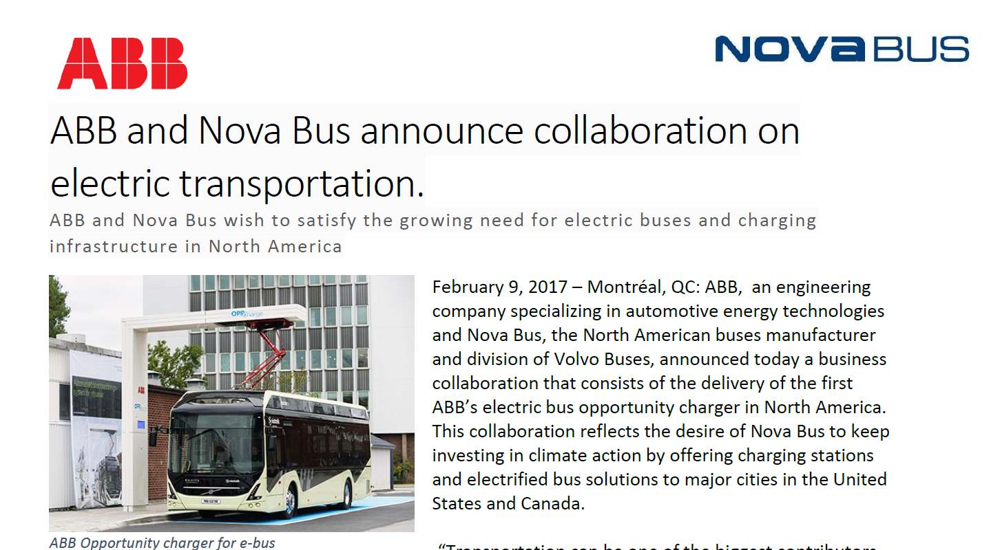 ABB
NOVA BUS
ABB and Nova Bus announce collaboration on
electric transportation.
ABB and Nova Bus wish to satisfy the growing need for electric buses and charging
infrastructure in North America
OPPcharge
ABB
February 9, 2017 – Montréal, QC: ABB,  an engineering
company specializing in automotive energy technologies
and Nova Bus, the North American buses manufacturer
and division of Volvo Buses, announced today a business
collaboration that consists of the delivery of the first
ABB’s electric bus opportunity charger in North America.
This collaboration reflects the desire of Nova Bus to keep
investing in climate action by offering charging stations
and electrified bus solutions to major cities in the United
States and Canada.
ABB Opportunity charger for e-bus
“Transportation can be one of the biggest contributors